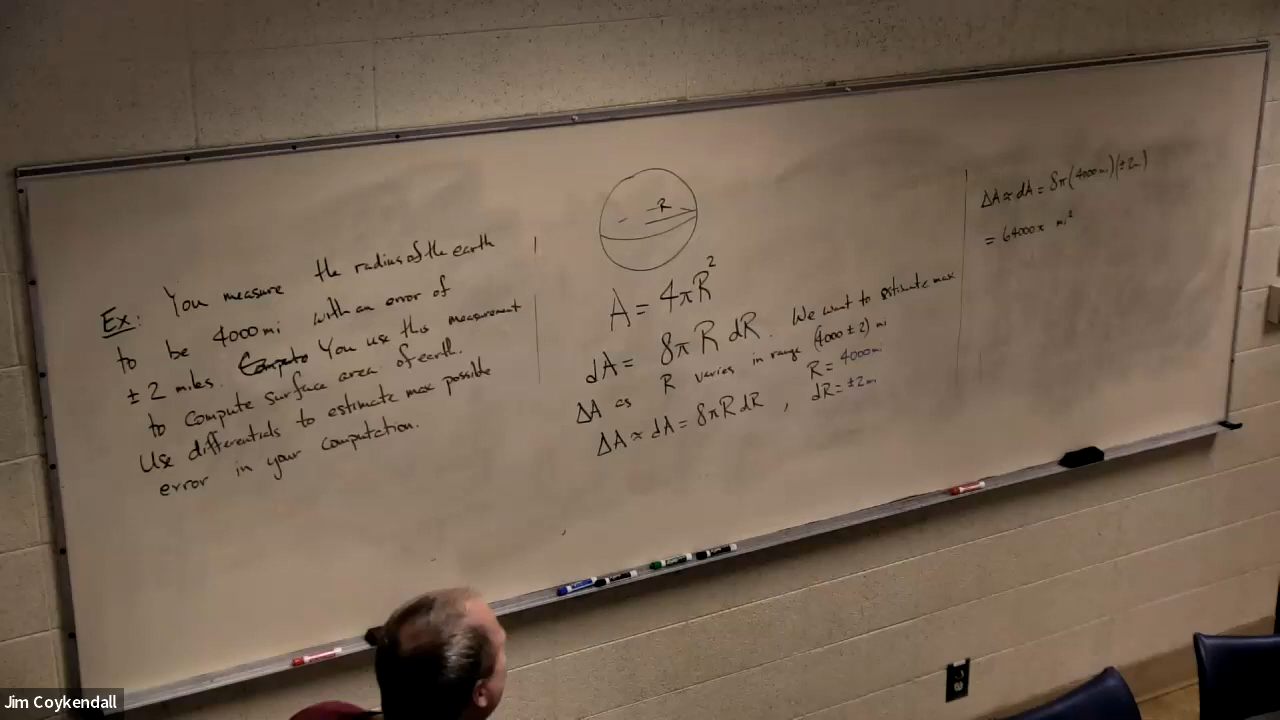 Ex: You measure the radius of the earth
to be 4000 mi with an error of
± 2 miles. Compute You use this measurement
to compute surface area of earth.
Use differentials to estimate max possible
error in your computation.
R
A = 4πR²
dA = 8πR dR. We want to estimate max
ΔA as R varies in range (4000 ± 2) mi
R = 4000 mi
ΔA ≈ dA = 8πR dR , dR = ±2 mi
ΔA ≈ dA = 8π(4000 mi)(±2 mi)
= 64000π mi²
Jim Coykendall